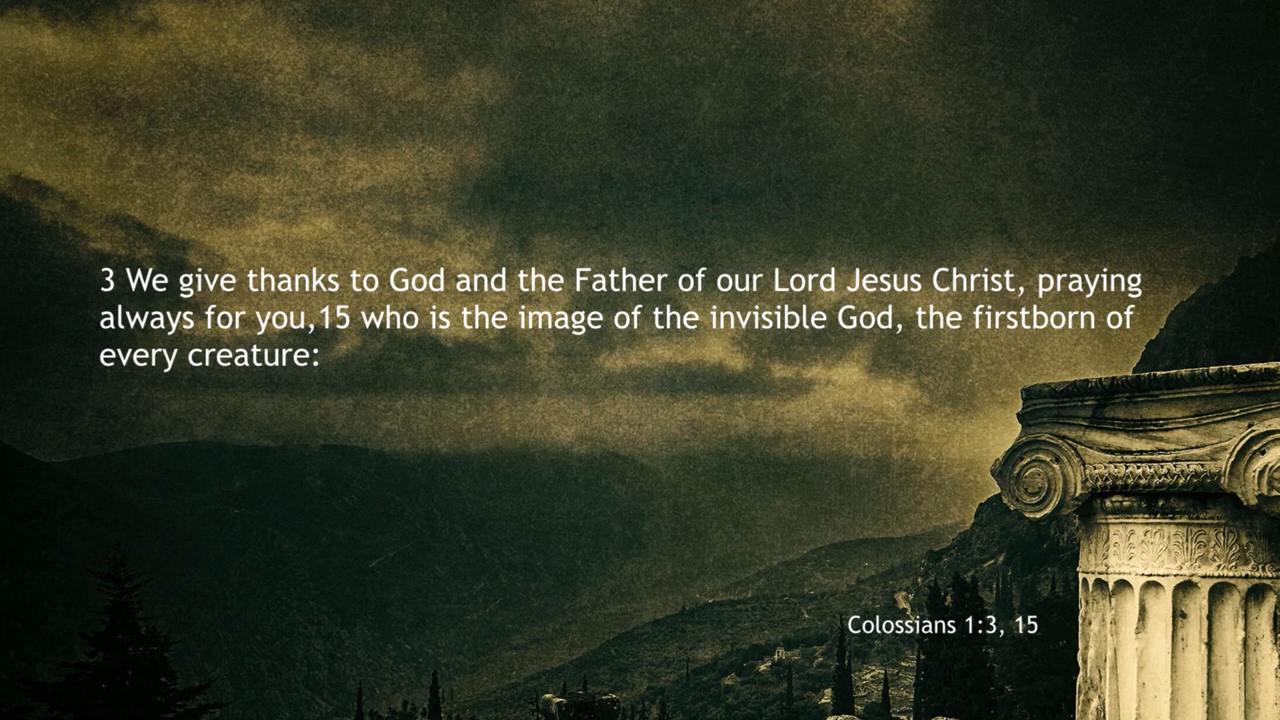 3 We give thanks to God and the Father of our Lord Jesus Christ, praying
always for you,15 who is the image of the invisible God, the firstborn of
every creature:
Colossians 1:3, 15